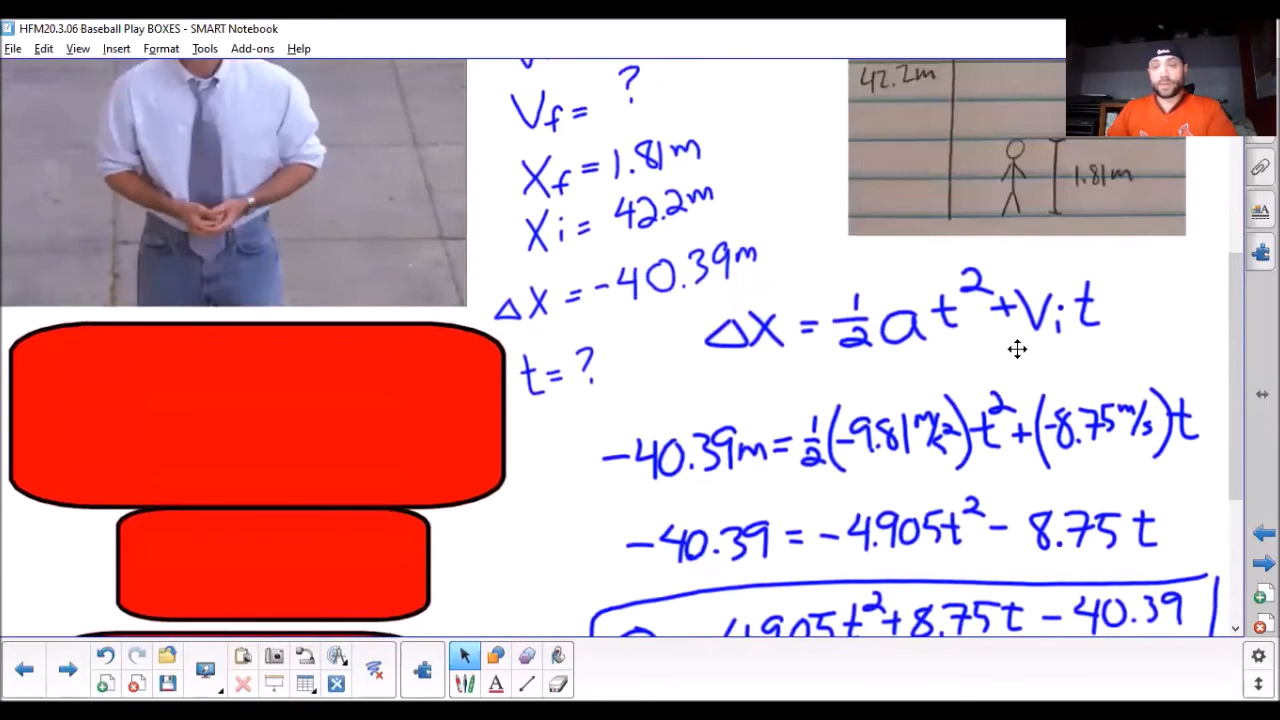 HFM20.3.06 Baseball Play BOXES - SMART Notebook
File Edit View Insert Format Tools Add-ons Help
Vf = ?
Xf = 1.81m
Xi = 42.2m
ΔX = -40.39m
t = ?
42.2m
1.81m
ΔX = ½at²+Vit
-40.39m = ½(-9.81m/s²)t²+(-8.75m/s)t
-40.39 = -4.905t² - 8.75t
4.905t²+8.75t - 40.39
A